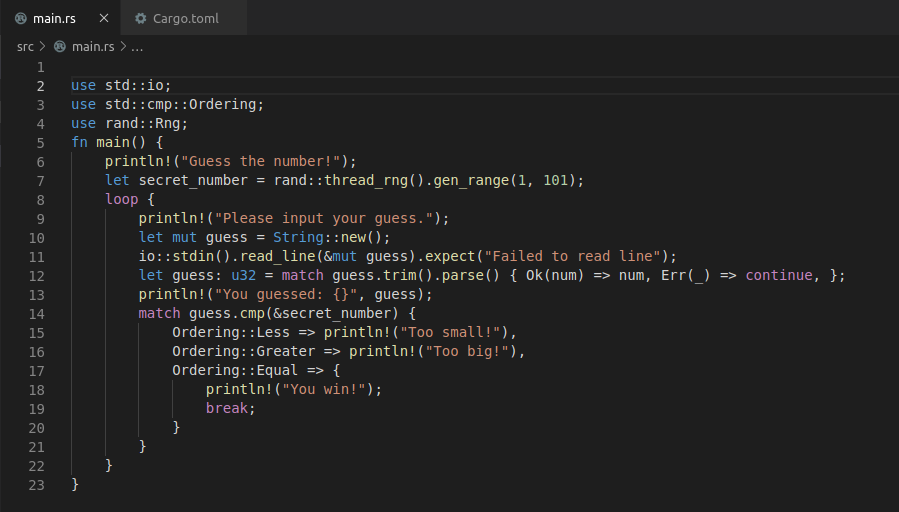 main.rs × Cargo.toml
src > main.rs > ...
1
2 use std::io;
3 use std::cmp::Ordering;
4 use rand::Rng;
5 fn main() {
6     println!("Guess the number!");
7     let secret_number = rand::thread_rng().gen_range(1, 101);
8     loop {
9         println!("Please input your guess.");
10         let mut guess = String::new();
11         io::stdin().read_line(&mut guess).expect("Failed to read line");
12         let guess: u32 = match guess.trim().parse() { Ok(num) => num, Err(_) => continue, };
13         println!("You guessed: {}", guess);
14         match guess.cmp(&secret_number) {
15             Ordering::Less => println!("Too small!"),
16             Ordering::Greater => println!("Too big!"),
17             Ordering::Equal => {
18                 println!("You win!");
19                 break;
20             }
21         }
22     }
23 }